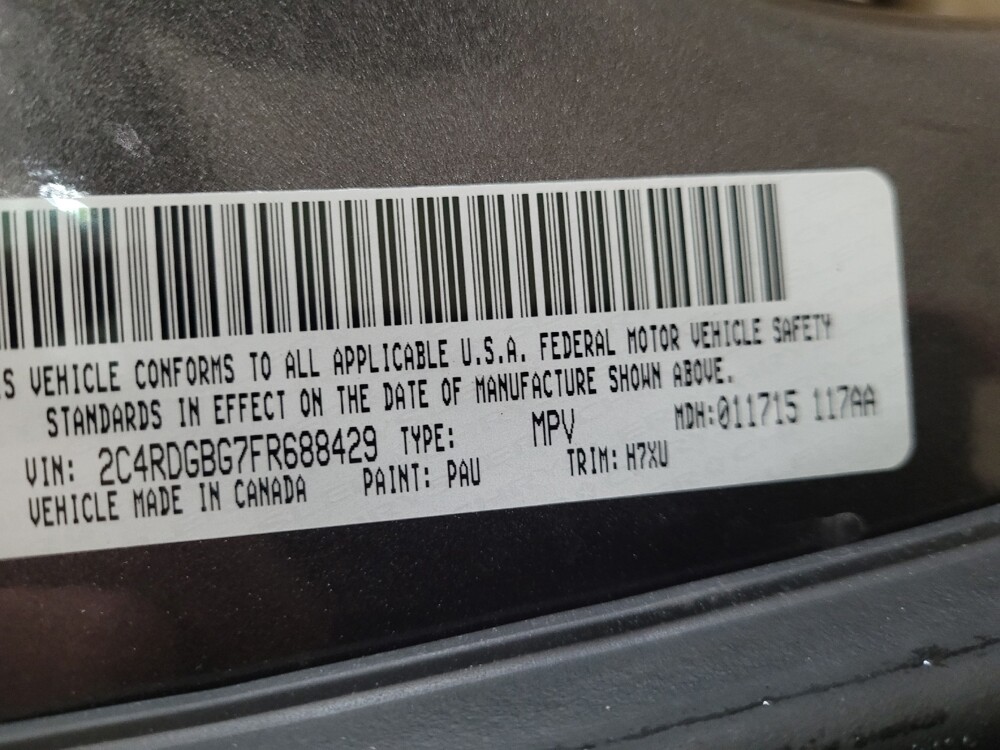 S VEHICLE CONFORMS TO ALL APPLICABLE U.S.A. FEDERAL MOTOR VEHICLE SAFETY
STANDARDS IN EFFECT ON THE DATE OF MANUFACTURE SHOWN ABOVE.
VIN: 2C4RDGBG7FR688429 TYPE: MPV MDH:011715 117AA
VEHICLE MADE IN CANADA PAINT: PAU TRIM: H7XU